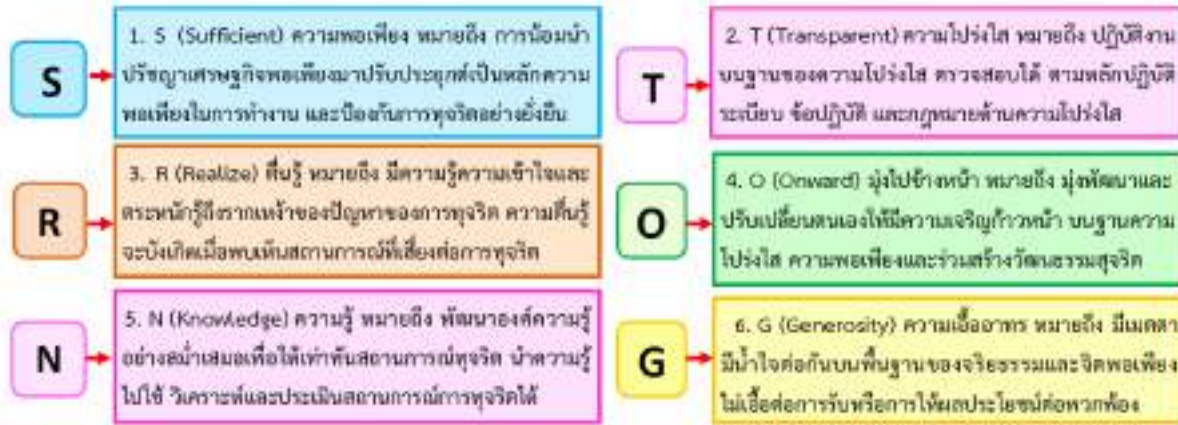 S
1. S (Sufficient) ความพอเพียง หมายถึง การน้อมนำ
ปรัชญาเศรษฐกิจพอเพียงมาปรับประยุกต์เป็นหลักความ
พอเพียงในการทำงาน และป้องกันการทุจริตอย่างยั่งยืน
T
2. T (Transparent) ความโปร่งใส หมายถึง ปฏิบัติงาน
บนฐานของความโปร่งใส ตรวจสอบได้ ตามหลักปฏิบัติ
ระเบียบ ข้อปฏิบัติ และกฎหมายด้านความโปร่งใส
R
3. R (Realize) ตื่นรู้ หมายถึง มีความรู้ความเข้าใจและ
ตระหนักรู้ถึงรากเหง้าของปัญหาของการทุจริต ความตื่นรู้
จะบังเกิดเมื่อพบเห็นสถานการณ์ที่เสี่ยงต่อการทุจริต
O
4. O (Onward) มุ่งไปข้างหน้า หมายถึง มุ่งพัฒนาและ
ปรับเปลี่ยนตนเองให้มีความเจริญก้าวหน้า บนฐานความ
โปร่งใส ความพอเพียงและร่วมสร้างวัฒนธรรมสุจริต
N
5. N (Knowledge) ความรู้ หมายถึง พัฒนาองค์ความรู้
อย่างสม่ำเสมอเพื่อให้เท่าทันสถานการณ์ทุจริต นำความรู้
ไปใช้ วิเคราะห์และประเมินสถานการณ์การทุจริตได้
G
6. G (Generosity) ความเอื้ออาทร หมายถึง มีเมตตา
มีน้ำใจต่อกันบนพื้นฐานของจริยธรรมและจิตพอเพียง
ไม่เอื้อต่อการรับหรือการให้ผลประโยชน์ต่อพวกพ้อง